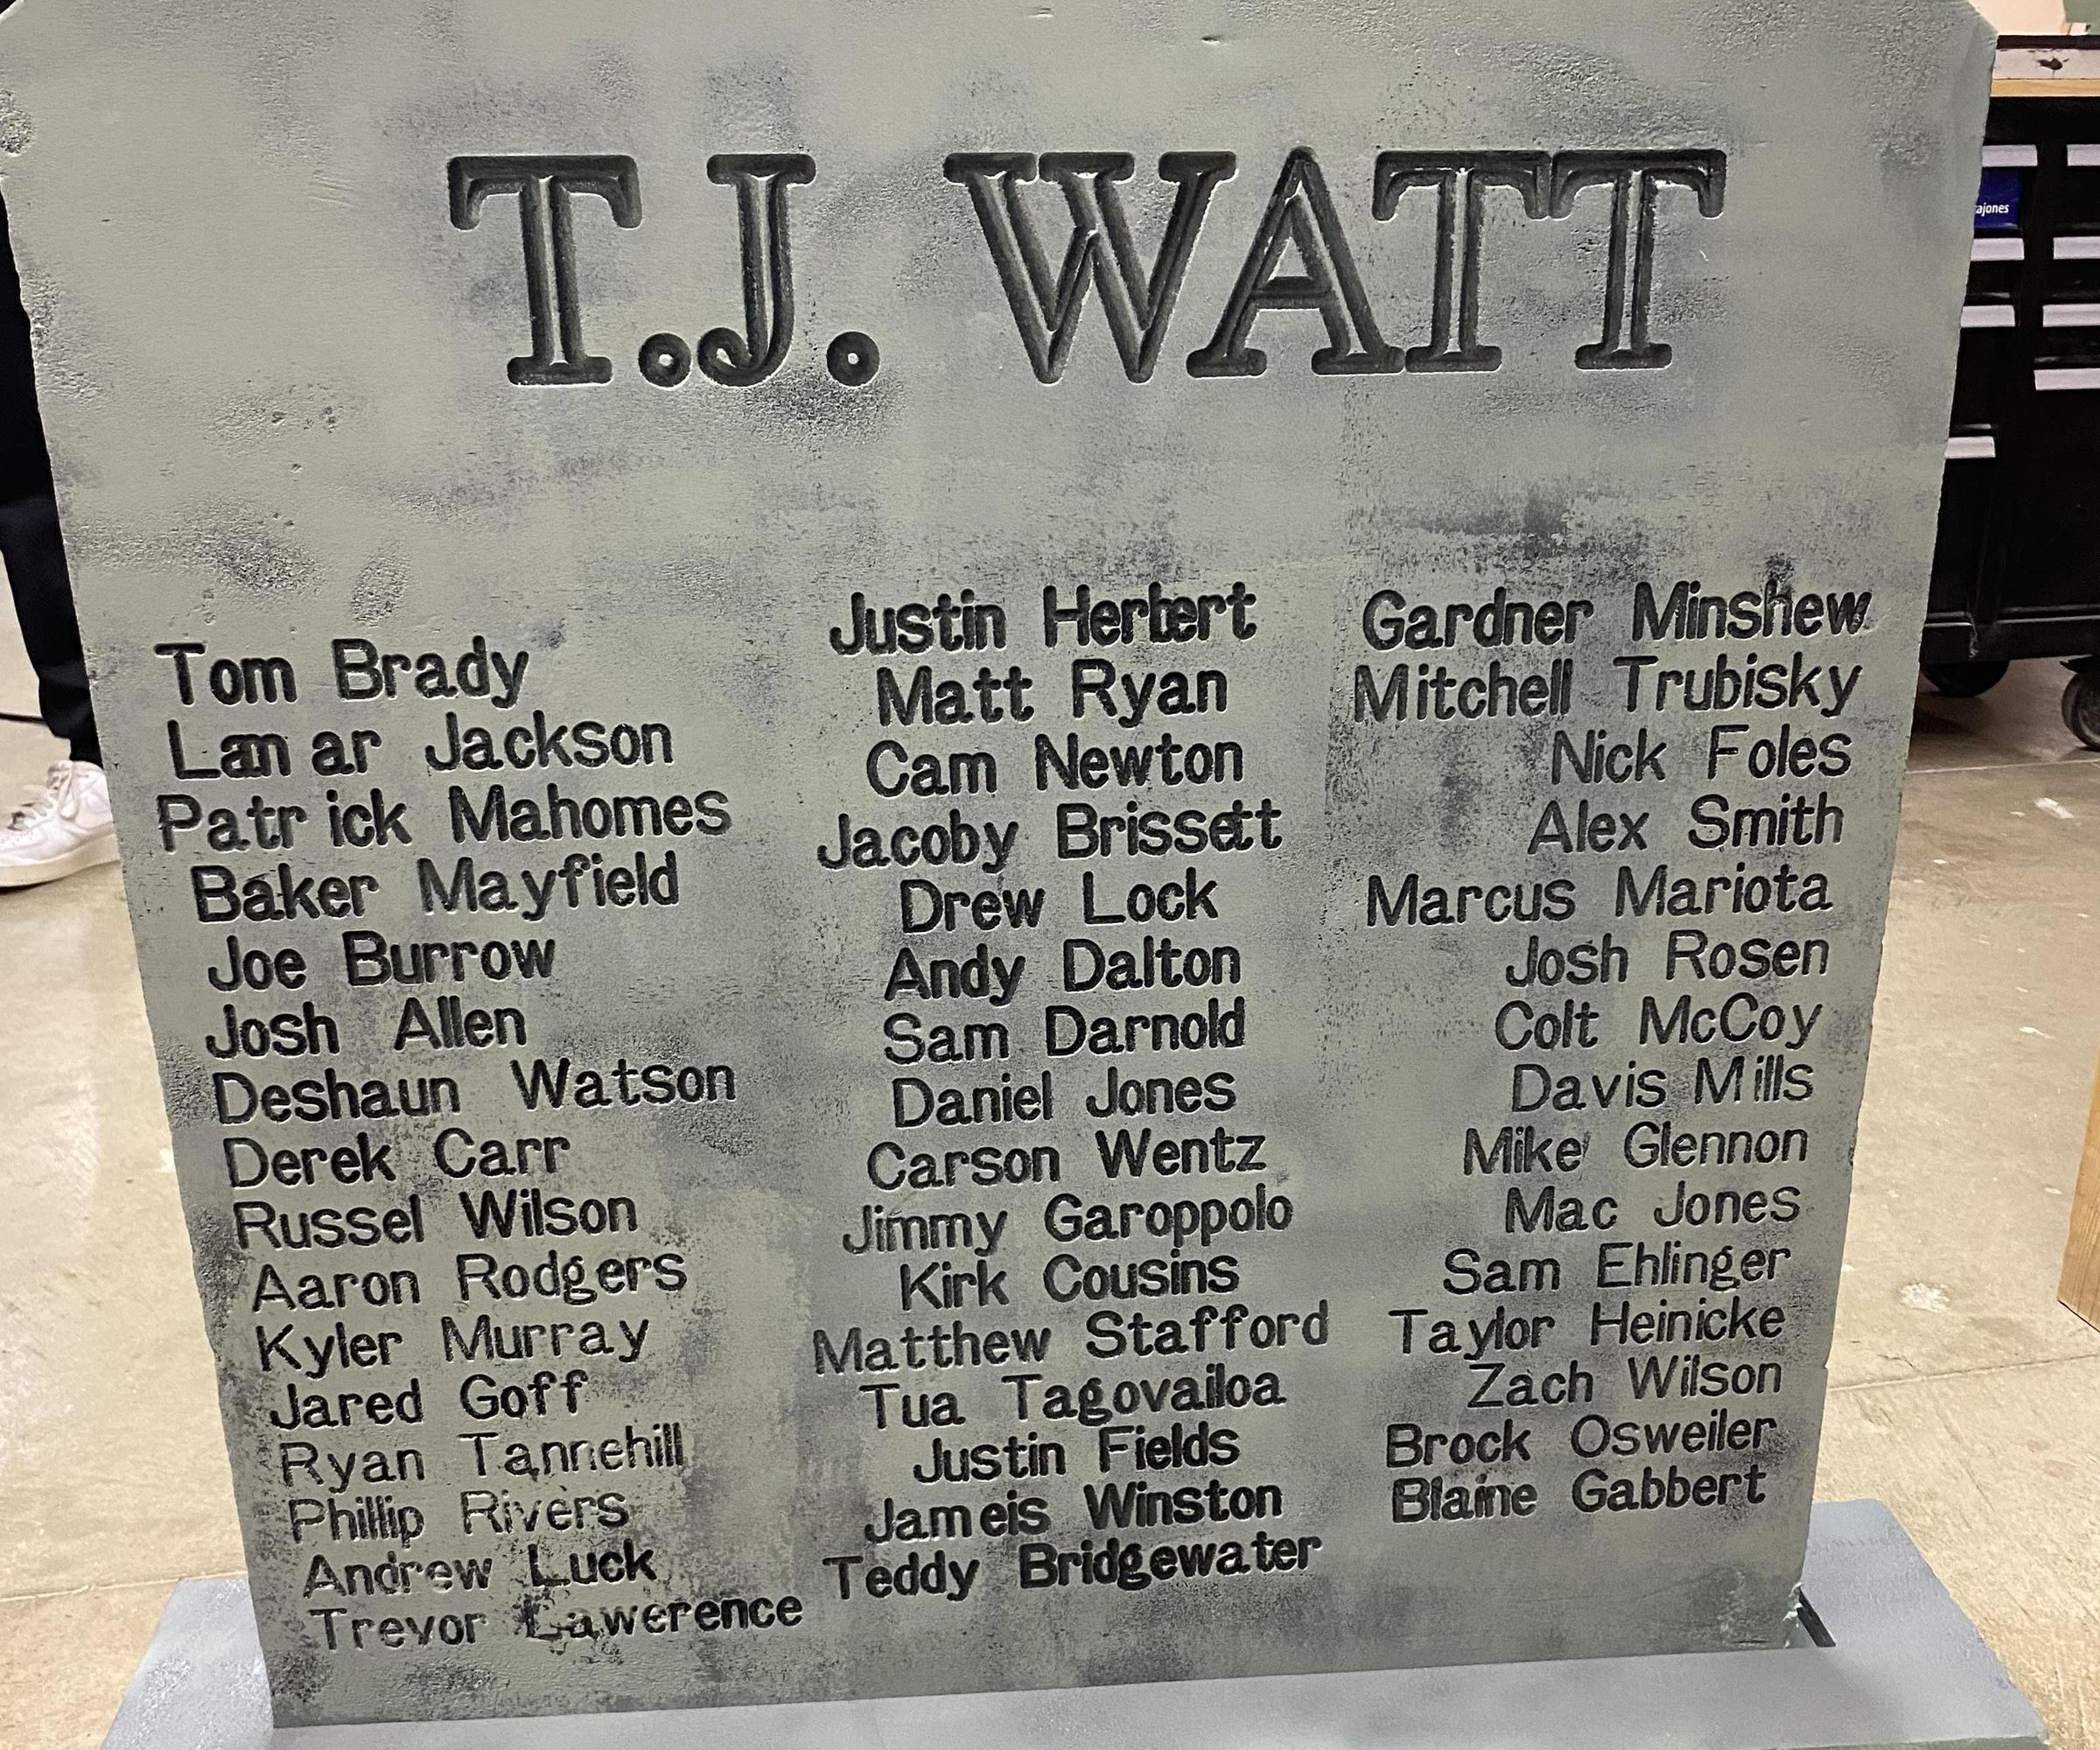 T.J. WATT
Tom Brady
Lamar Jackson
Patrick Mahomes
Baker Mayfield
Joe Burrow
Josh Allen
Deshaun Watson
Derek Carr
Russel Wilson
Aaron Rodgers
Kyler Murray
Jared Goff
Ryan Tannehill
Phillip Rivers
Andrew Luck
Trevor Lawerence
Justin Herbert
Matt Ryan
Cam Newton
Jacoby Brissett
Drew Lock
Andy Dalton
Sam Darnold
Daniel Jones
Carson Wentz
Jimmy Garoppolo
Kirk Cousins
Matthew Stafford
Tua Tagovailoa
Justin Fields
Jameis Winston
Teddy Bridgewater
Gardner Minshew
Mitchell Trubisky
Nick Foles
Alex Smith
Marcus Mariota
Josh Rosen
Colt McCoy
Davis Mills
Mike Glennon
Mac Jones
Sam Ehlinger
Taylor Heinicke
Zach Wilson
Brock Osweiler
Blaine Gabbert